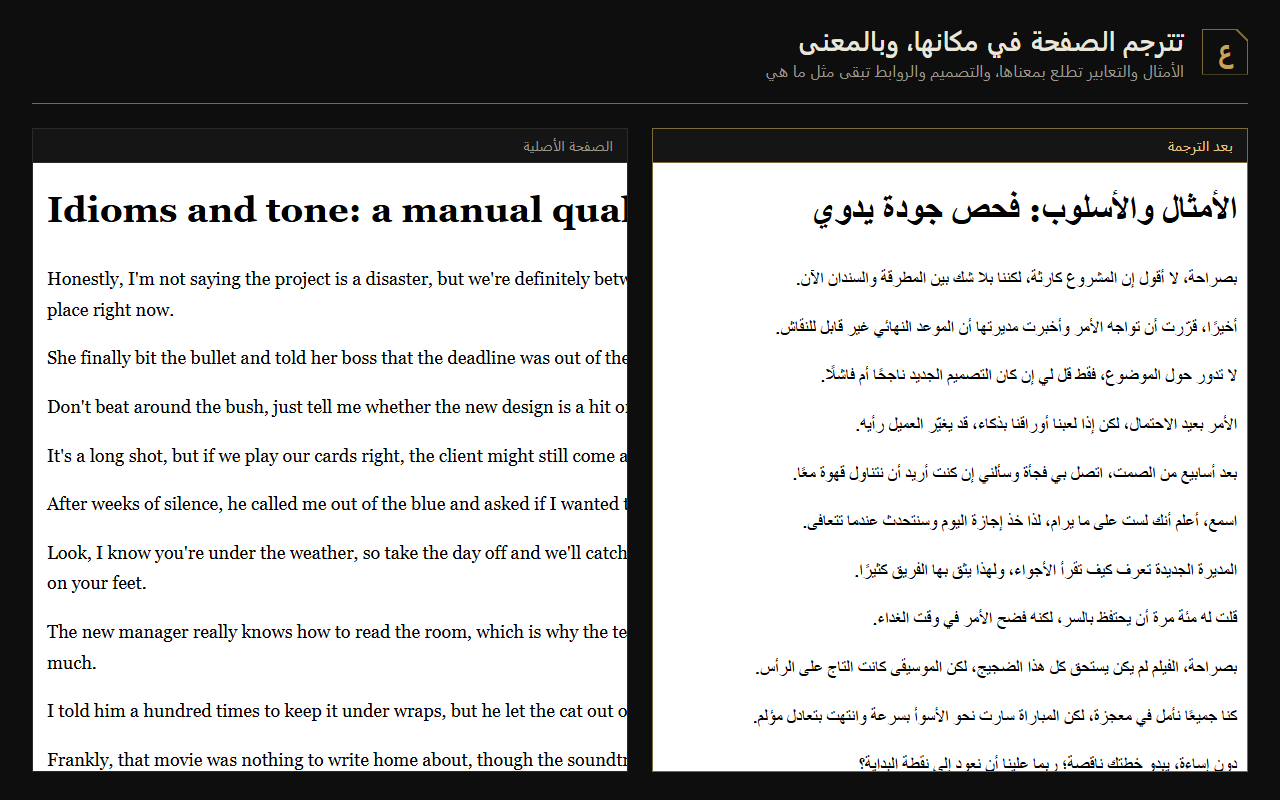 ع
تترجم الصفحة في مكانها، وبالمعنى
الأمثال والتعابير تطلع بمعناها، والتصميم والروابط تبقى مثل ما هي
بعد الترجمة
الأمثال والأسلوب: فحص جودة يدوي
بصراحة، لا أقول إن المشروع كارثة، لكننا بلا شك بين المطرقة والسندان الآن.
أخيرًا، قرّرت أن تواجه الأمر وأخبرت مديرتها أن الموعد النهائي غير قابل للنقاش.
لا تدور حول الموضوع، فقط قل لي إن كان التصميم الجديد ناجحًا أم فاشلًا.
الأمر بعيد الاحتمال، لكن إذا لعبنا أوراقنا بذكاء، قد يغيّر العميل رأيه.
بعد أسابيع من الصمت، اتصل بي فجأة وسألني إن كنت أريد أن نتناول قهوة معًا.
اسمع، أعلم أنك لست على ما يرام، لذا خذ إجازة اليوم وسنتحدث عندما تتعافى.
المديرة الجديدة تعرف كيف تقرأ الأجواء، ولهذا يثق بها الفريق كثيرًا.
قلت له مئة مرة أن يحتفظ بالسر، لكنه فضح الأمر في وقت الغداء.
بصراحة، الفيلم لم يكن يستحق كل هذا الضجيج، لكن الموسيقى كانت التاج على الرأس.
كنا جميعًا نأمل في معجزة، لكن المباراة سارت نحو الأسوأ بسرعة وانتهت بتعادل مؤلم.
دون إساءة، يبدو خطتك ناقصة؛ ربما علينا أن نعود إلى نقطة البداية؟
الصفحة الأصلية
Idioms and tone: a manual qual
Honestly, I'm not saying the project is a disaster, but we're definitely betw
place right now.
She finally bit the bullet and told her boss that the deadline was out of the
Don't beat around the bush, just tell me whether the new design is a hit o
It's a long shot, but if we play our cards right, the client might still come a
After weeks of silence, he called me out of the blue and asked if I wanted t
Look, I know you're under the weather, so take the day off and we'll catch
on your feet.
The new manager really knows how to read the room, which is why the te
much.
I told him a hundred times to keep it under wraps, but he let the cat out o
Frankly, that movie was nothing to write home about, though the soundtr